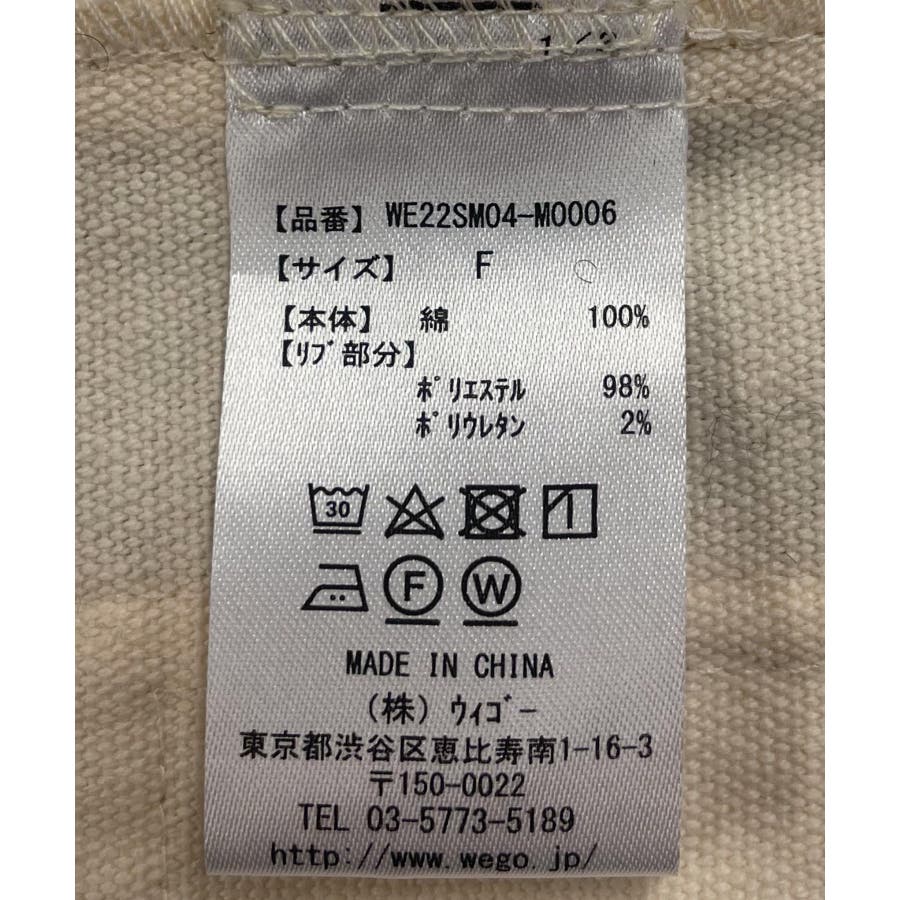 【品番】 WE22SM04-M0006
【サイズ】 F
【本体】 綿 100%
【ﾘﾌﾞ部分】
ﾎﾟﾘｴｽﾃﾙ 98%
ﾎﾟﾘｳﾚﾀﾝ 2%
30
F W
MADE IN CHINA
(株) ｳｨｺﾞｰ
東京都渋谷区恵比寿南1-16-3
〒150-0022
TEL 03-5773-5189
http://www.wego.jp/